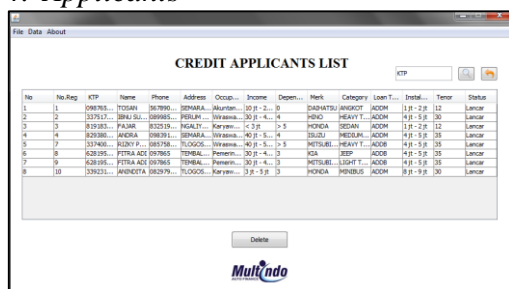 4. Applicants
File Data About
CREDIT APPLICANTS LIST
KTP
No No.Reg KTP Name Phone Address Occup... Income Depen... Merk Category Loan T... Instal... Tenor Status
1 1 098765... TOSAN 567890... SEMARA... Akuntan... 10 jt - 2... 0 DAIHATSU ANGKOT ADDM 1 jt - 2 jt 12 Lancar
2 2 337517... IBNU SU... 089985... PERUM ... Wiraswa... 30 jt - 4... 4 HINO HEAVY T... ADDM 4 jt - 5 jt 30 Lancar
3 3 819183... FAJAR 832519... NGALIY... Karyaw... < 3 jt > 5 HONDA SEDAN ADDM 1 jt - 2 jt 12 Lancar
4 4 829380... ANDRA 098391... SEMARA... Wiraswa... 40 jt - 5... 4 ISUZU MEDIUM... ADDM 4 jt - 5 jt 35 Lancar
5 7 337400... RIZKY P... 085758... TLOGOS... Wiraswa... 40 jt - 5... > 5 MITSUBI... HEAVY T... ADDB 4 jt - 5 jt 35 Lancar
6 8 628195... FITRA ADI 097865 TEMBAL... Pemerin... 30 jt - 4... 3 KIA JEEP ADDB 4 jt - 5 jt 35 Lancar
7 9 628195... FITRA ADI 097865 TEMBAL... Pemerin... 30 jt - 4... 3 MITSUBI... LIGHT T... ADDB 4 jt - 5 jt 35 Lancar
8 10 339231... ANINDITA 082979... TLOGOS... Karyaw... 3 jt - 5 jt 3 HONDA MINIBUS ADDM 8 jt - 9 jt 30 Lancar
Delete
Multindo